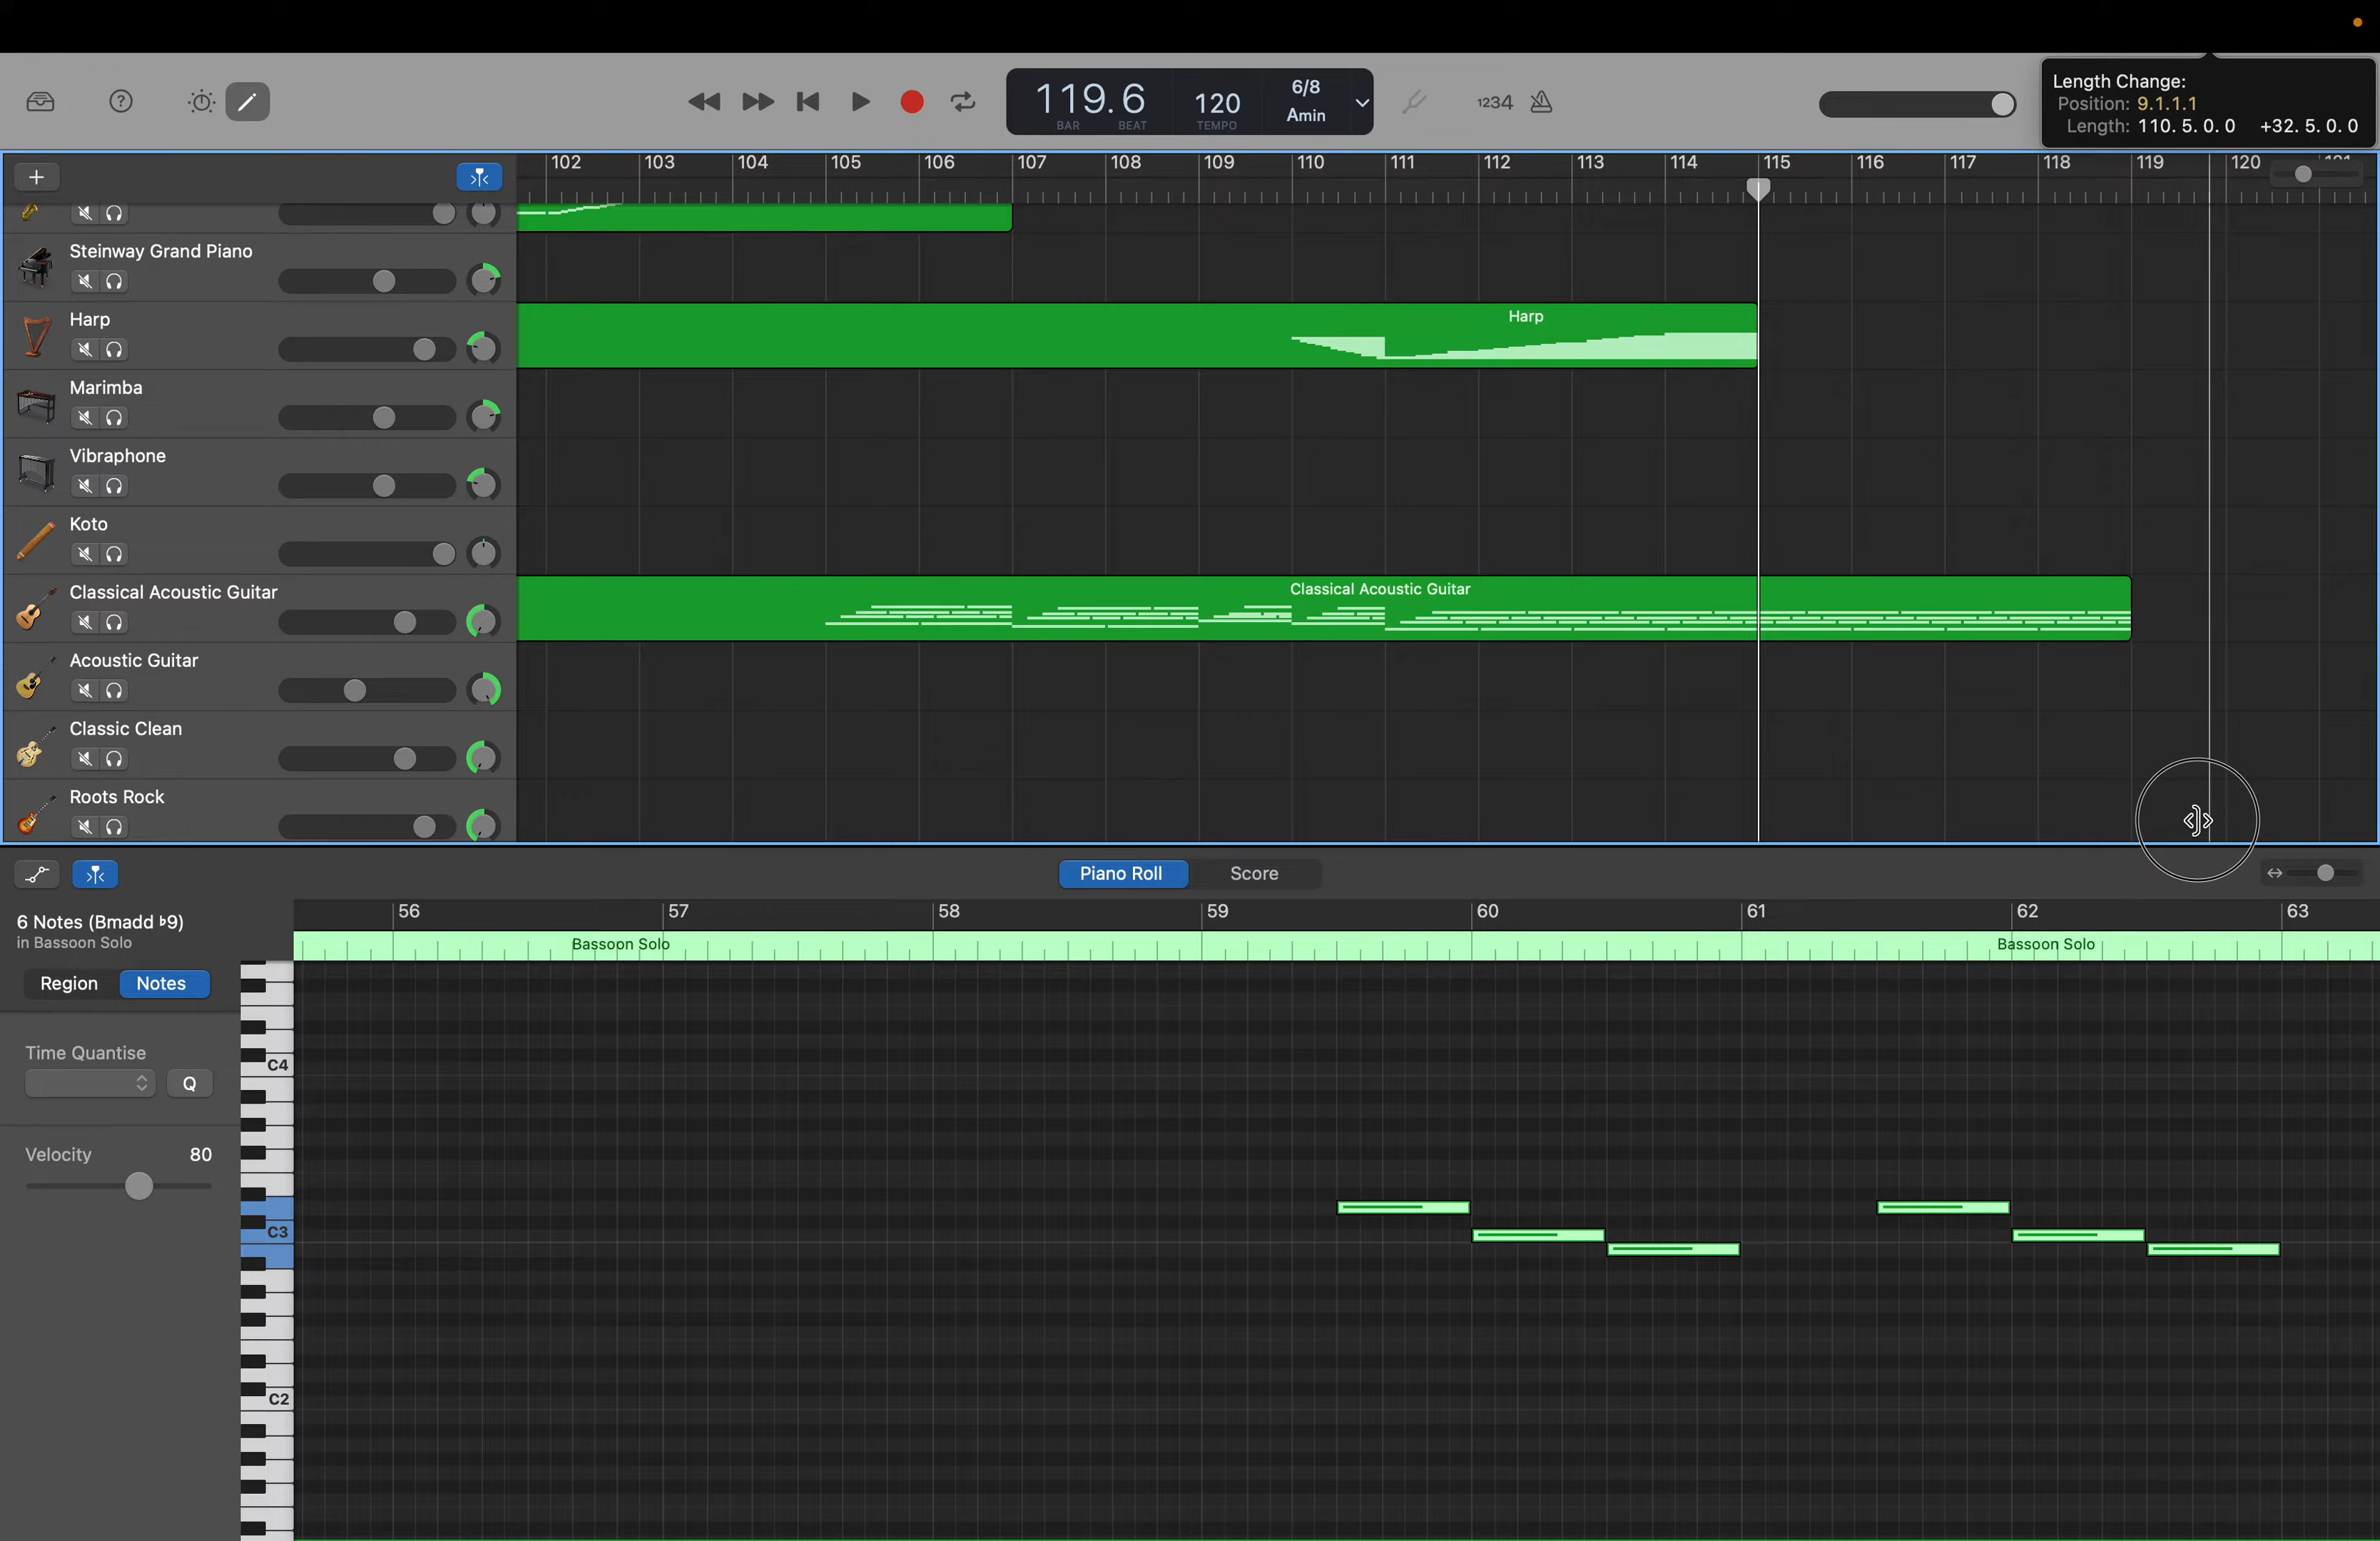 119.6
BAR BEAT
120
TEMPO
6/8
Amin
1234
Length Change:
Position: 9.1.1.1
Length: 110. 5. 0. 0 +32. 5. 0. 0
102 103 104 105 106 107 108 109 110 111 112 113 114 115 116 117 118 119 120
Steinway Grand Piano
Harp
Harp
Marimba
Vibraphone
Koto
Classical Acoustic Guitar
Classical Acoustic Guitar
Acoustic Guitar
Classic Clean
Roots Rock
Piano Roll Score
56 57 58 59 60 61 62 63
6 Notes (Bmadd ♭9)
in Bassoon Solo
Bassoon Solo Bassoon Solo
Region Notes
Time Quantise
Q
Velocity 80
C4
C3
C2